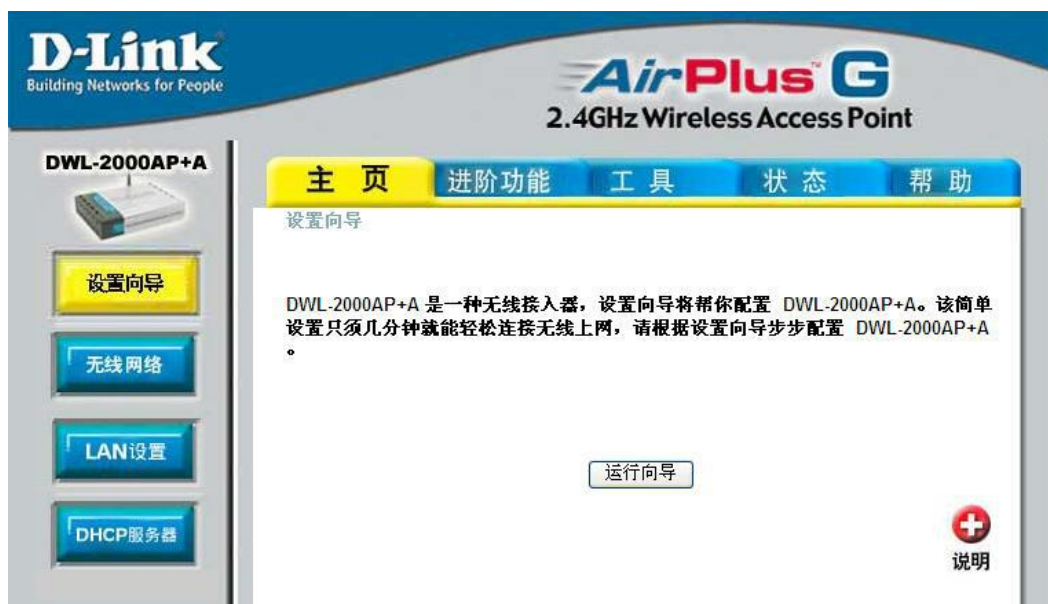 D-Link
Building Networks for People
AirPlus™ G
2.4GHz Wireless Access Point
DWL-2000AP+A
主 页
进阶功能
工 具
状 态
帮 助
设置向导
无线网络
LAN设置
DHCP服务器
设置向导
DWL-2000AP+A 是一种无线接入器，设置向导将帮你配置 DWL-2000AP+A。该简单
设置只须几分钟就能轻松连接无线上网，请根据设置向导步步配置 DWL-2000AP+A
。
运行向导
说明